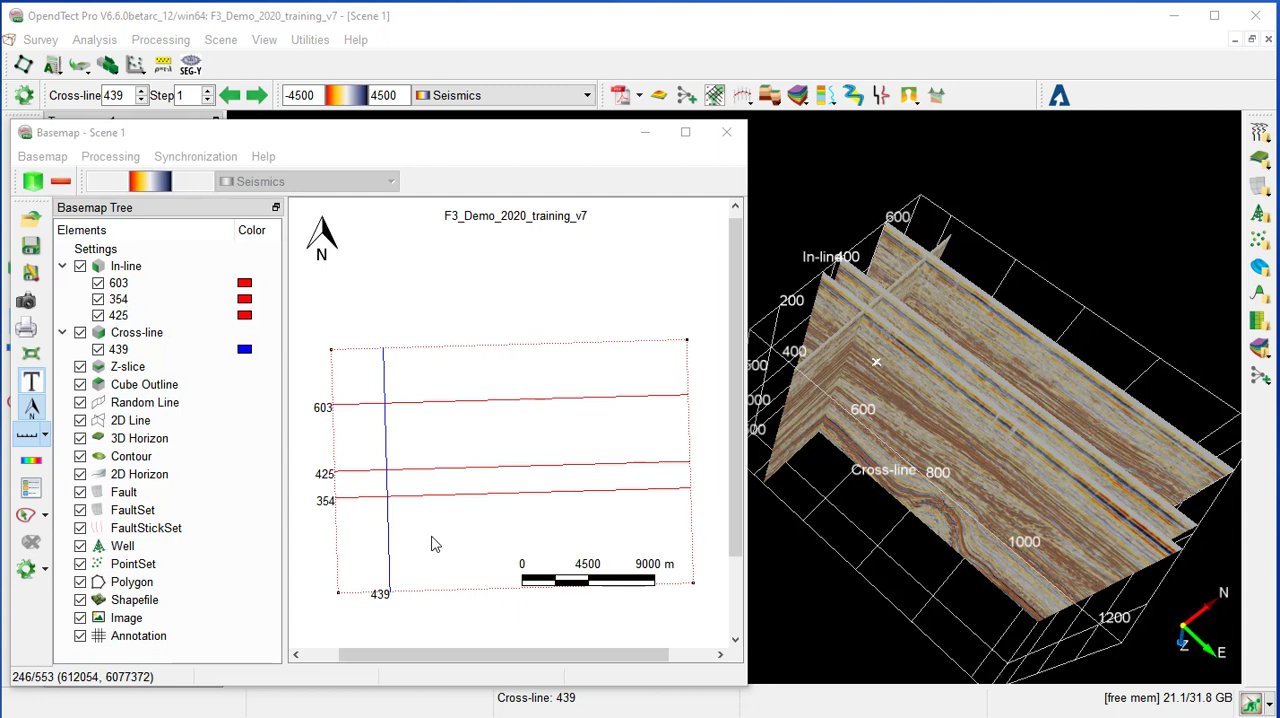 OpendTect Pro V6.6.0betarc_12/win64: F3_Demo_2020_training_v7 - [Scene 1]
Survey Analysis Processing Scene View Utilities Help
SEG-Y
Cross-line 439 Step 1 -4500 4500 Seismics
Basemap - Scene 1
Basemap Processing Synchronization Help
Seismics
Basemap Tree
Elements Color
Settings
In-line
603
354
425
Cross-line
439
Z-slice
Cube Outline
Random Line
2D Line
3D Horizon
Contour
2D Horizon
Fault
FaultSet
FaultStickSet
Well
PointSet
Polygon
Shapefile
Image
Annotation
F3_Demo_2020_training_v7
N
603
425
354
439
0 4500 9000 m
246/553 (612054, 6077372)
600
In-line 400
200
400
600
Cross-line 800
1000
1200
N
Z E
Cross-line: 439
[free mem] 21.1/31.8 GB